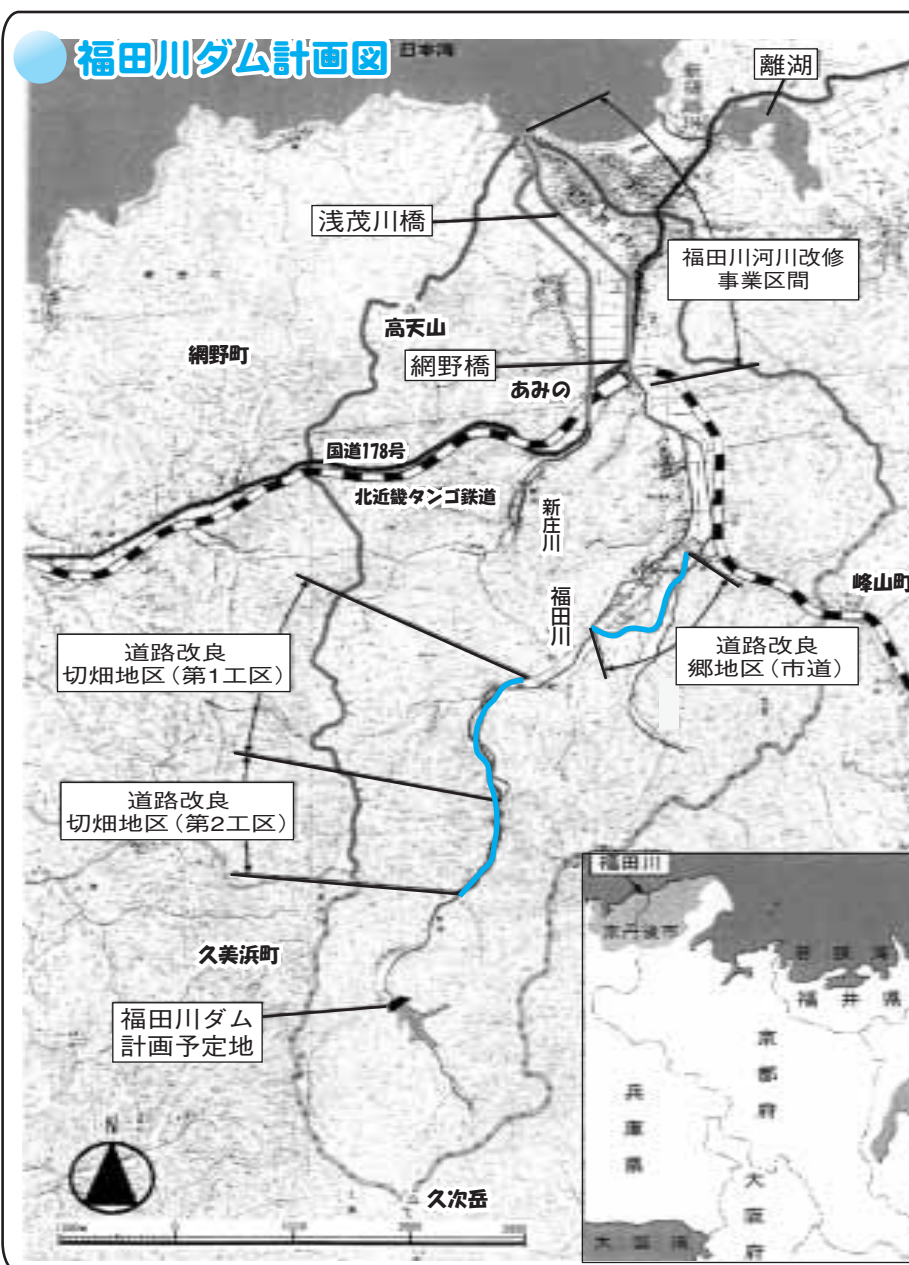 福田川ダム計画図
日本海
離湖
浅茂川橋
福田川河川改修
事業区間
高天山
網野町
網野橋
あみの
国道178号
北近畿タンゴ鉄道
新庄川
福田川
峰山町
道路改良
切畑地区(第1工区)
道路改良
郷地区(市道)
道路改良
切畑地区(第2工区)
久美浜町
福田川ダム
計画予定地
N
久次岳
福田川
京丹後市
若狭湾
福井県
京都府
兵庫県
大阪府
大阪湾